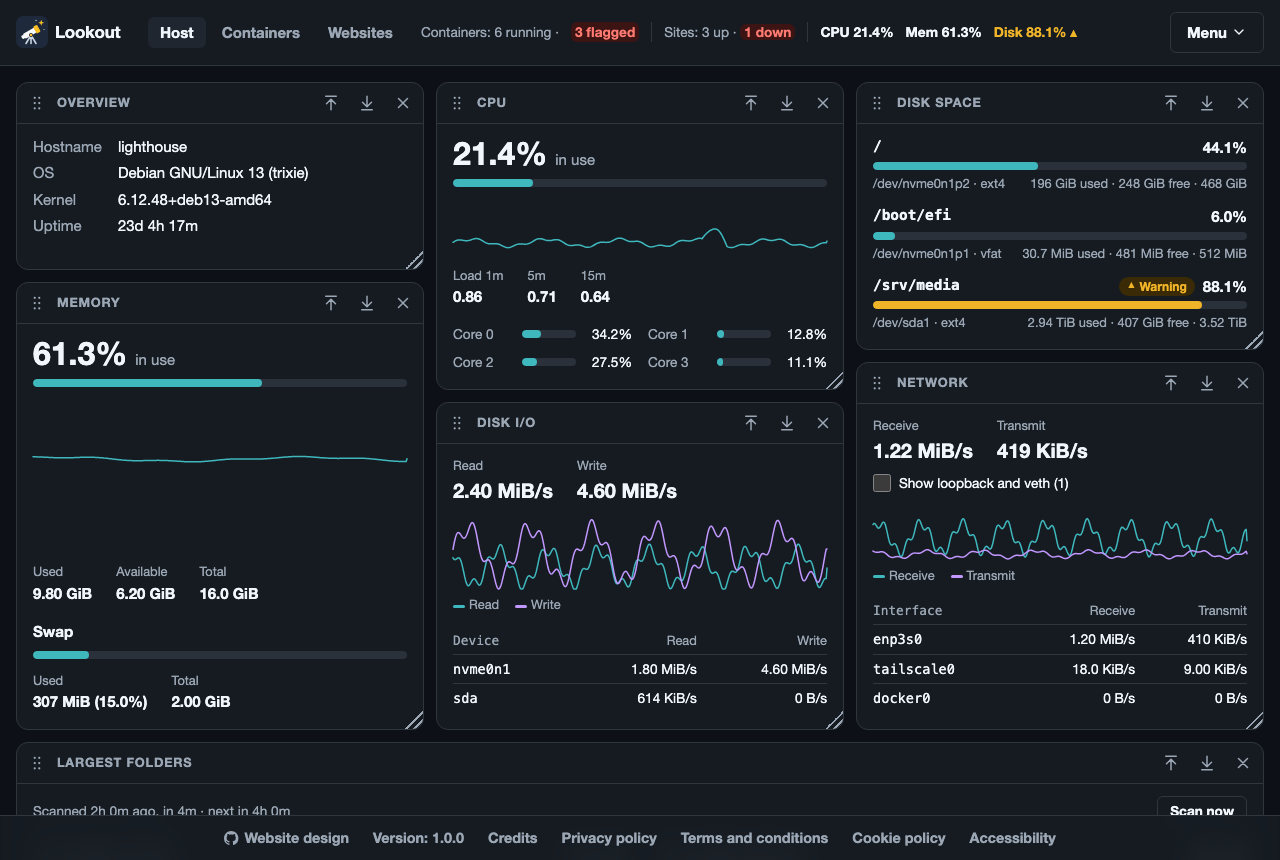 Lookout
Host
Containers
Websites
Containers: 6 running · 3 flagged
Sites: 3 up · 1 down
CPU 21.4% Mem 61.3% Disk 88.1% ▲
Menu
OVERVIEW
Hostname lighthouse
OS Debian GNU/Linux 13 (trixie)
Kernel 6.12.48+deb13-amd64
Uptime 23d 4h 17m
MEMORY
61.3% in use
Used Available Total
9.80 GiB 6.20 GiB 16.0 GiB
Swap
Used Total
307 MiB (15.0%) 2.00 GiB
CPU
21.4% in use
Load 1m 5m 15m
0.86 0.71 0.64
Core 0 34.2% Core 1 12.8%
Core 2 27.5% Core 3 11.1%
DISK I/O
Read Write
2.40 MiB/s 4.60 MiB/s
Read Write
Device Read Write
nvme0n1 1.80 MiB/s 4.60 MiB/s
sda 614 KiB/s 0 B/s
DISK SPACE
/ 44.1%
/dev/nvme0n1p2 · ext4 196 GiB used · 248 GiB free · 468 GiB
/boot/efi 6.0%
/dev/nvme0n1p1 · vfat 30.7 MiB used · 481 MiB free · 512 MiB
/srv/media ▲ Warning 88.1%
/dev/sda1 · ext4 2.94 TiB used · 407 GiB free · 3.52 TiB
NETWORK
Receive Transmit
1.22 MiB/s 419 KiB/s
Show loopback and veth (1)
Receive Transmit
Interface Receive Transmit
enp3s0 1.20 MiB/s 410 KiB/s
tailscale0 18.0 KiB/s 9.00 KiB/s
docker0 0 B/s 0 B/s
LARGEST FOLDERS
Scanned 2h 0m ago, in 4m · next in 4h 0m
Scan now
Website design
Version: 1.0.0
Credits
Privacy policy
Terms and conditions
Cookie policy
Accessibility